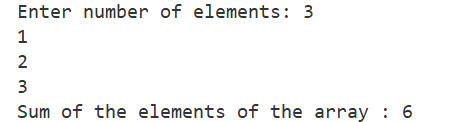 Enter number of elements: 3
1
2
3
Sum of the elements of the array : 6